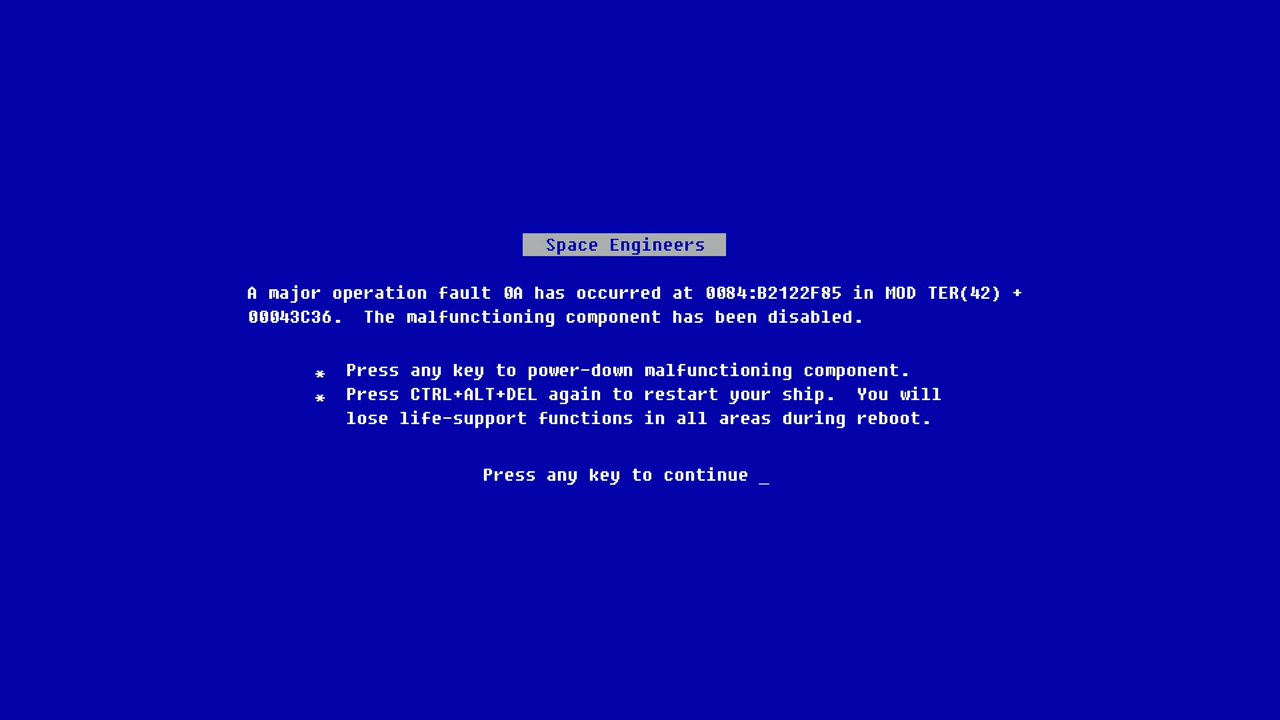 Space Engineers
A major operation fault 0A has occurred at 0084:B2122F85 in MOD TER(42) +
00043C36.  The malfunctioning component has been disabled.
*  Press any key to power-down malfunctioning component.
*  Press CTRL+ALT+DEL again to restart your ship.  You will
lose life-support functions in all areas during reboot.
Press any key to continue _